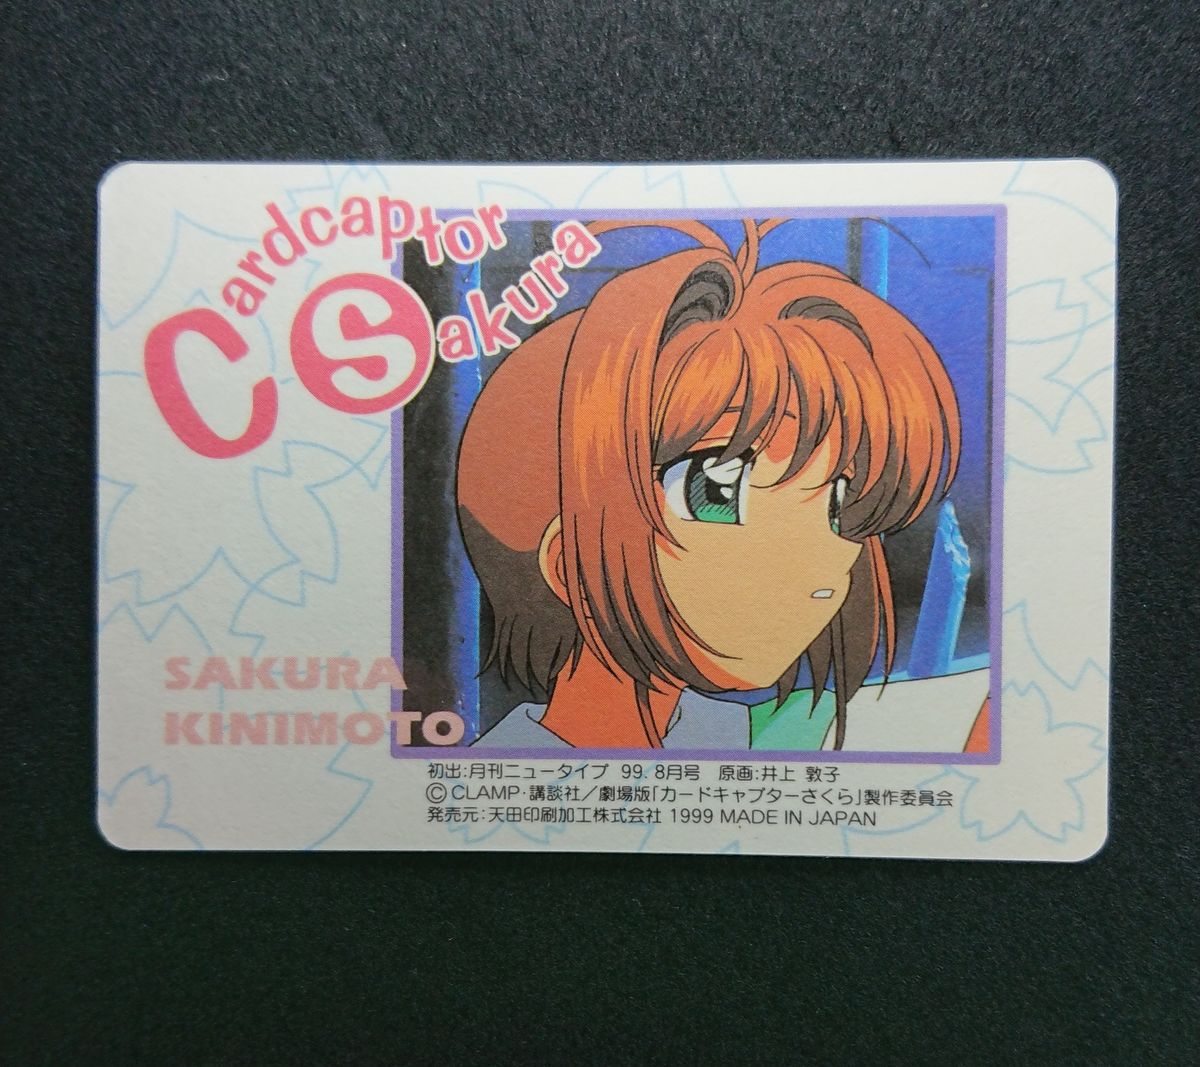 Cardcaptor
Sakura
SAKURA
KINIMOTO
初出:月刊ニュータイプ 99. 8月号 原画:井上 敦子
©CLAMP・講談社／劇場版「カードキャプターさくら」製作委員会
発売元:天田印刷加工株式会社 1999 MADE IN JAPAN